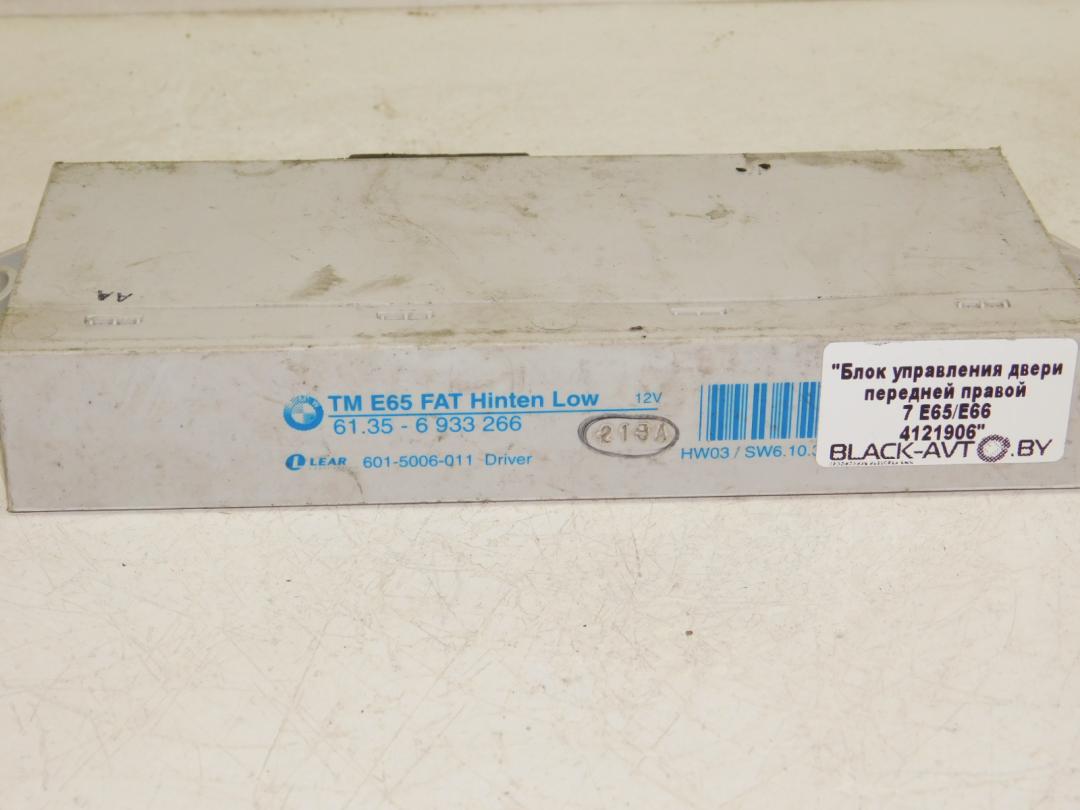 AA
TM E65 FAT Hinten Low 12V
61.35 - 6 933 266
219A
LEAR 601-5006-011 Driver
HW03 / SW6.10.3
"Блок управления двери
передней правой
7 E65/E66
4121906"
BLACK-AVTO.BY